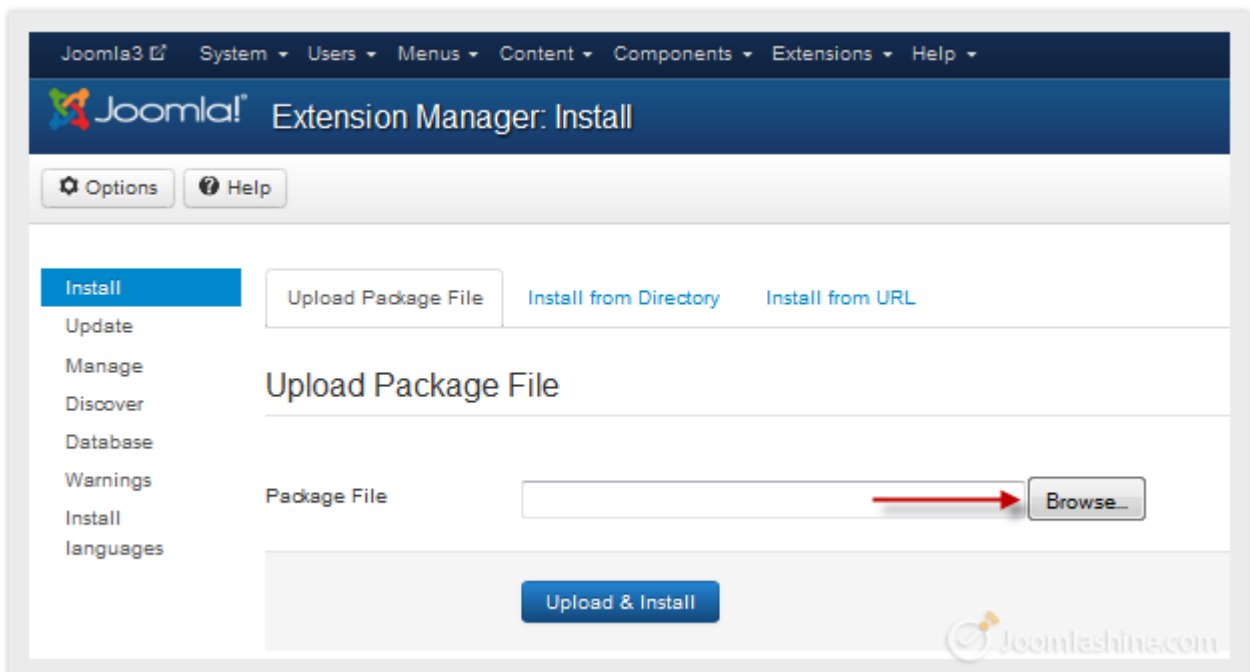 Joomla3 System Users Menus Content Components Extensions Help
Joomla!® Extension Manager: Install
Options Help
Install
Update
Manage
Discover
Database
Warnings
Install
languages
Upload Package File Install from Directory Install from URL
Upload Package File
Package File Browse...
Upload & Install
Joomlashine.com